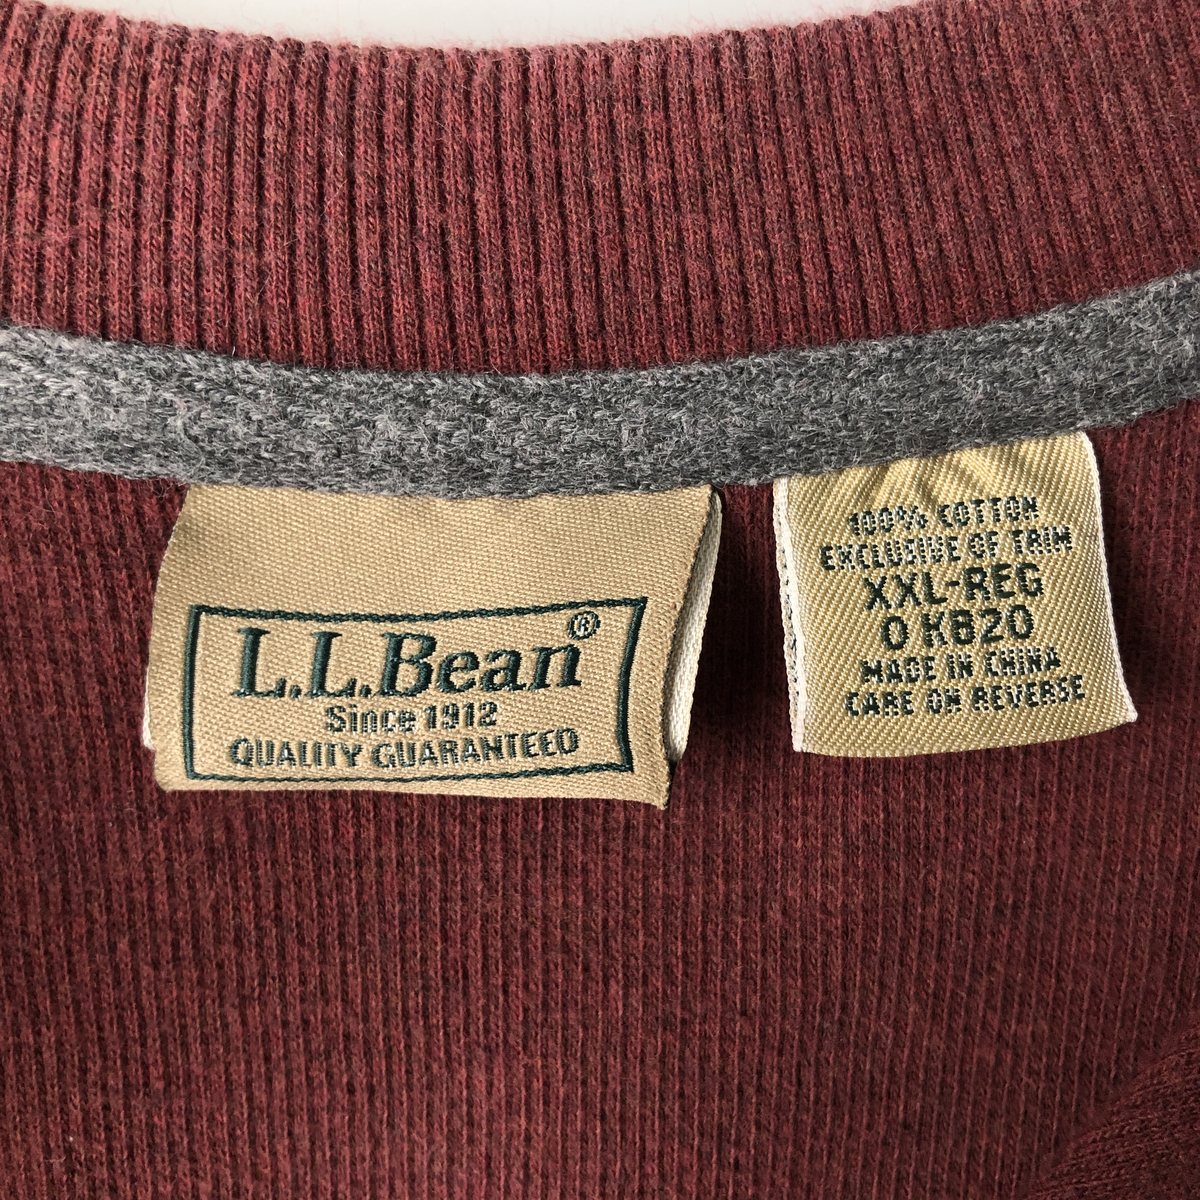 L.L.Bean®
Since 1912
QUALITY GUARANTEED
100% COTTON
EXCLUSIVE OF TRIM
XXL-REG
0 KB20
MADE IN CHINA
CARE ON REVERSE